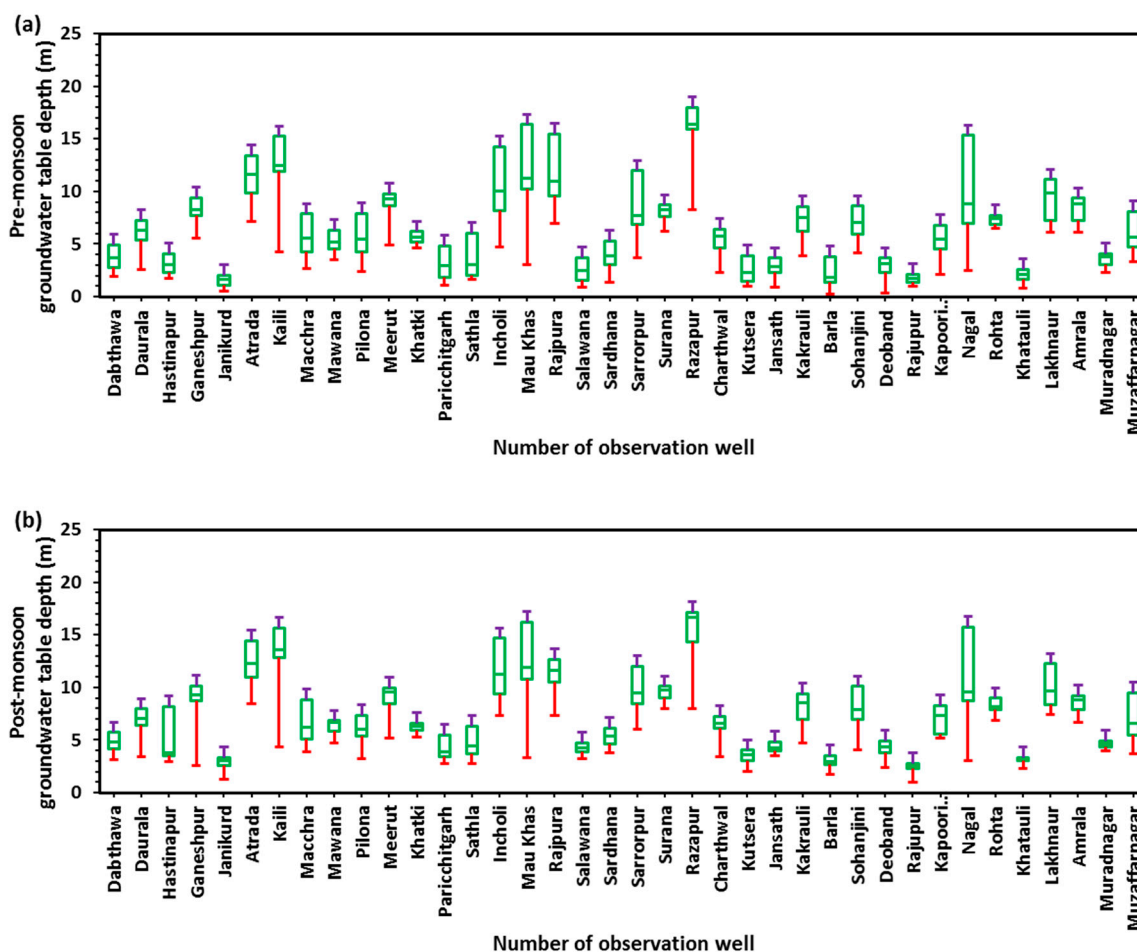 (a)
Pre-monsoon
groundwater table depth (m)
25
20
15
10
5
0
Dabthawa
Daurala
Hastinapur
Ganeshpur
Janikurd
Atrada
Kaili
Macchra
Mawana
Pilona
Meerut
Khatki
Paricchitgarh
Sathla
Incholi
Mau Khas
Rajpura
Salawana
Sardhana
Sarrorpur
Surana
Razapur
Charthwal
Kutsera
Jansath
Kakrauli
Barla
Sohanjini
Deoband
Rajupur
Kapoori..
Nagal
Rohta
Khatauli
Lakhnaur
Amrala
Muradnagar
Muzaffarnagar
Number of observation well
(b)
Post-monsoon
groundwater table depth (m)
25
20
15
10
5
0
Dabthawa
Daurala
Hastinapur
Ganeshpur
Janikurd
Atrada
Kaili
Macchra
Mawana
Pilona
Meerut
Khatki
Paricchitgarh
Sathla
Incholi
Mau Khas
Rajpura
Salawana
Sardhana
Sarrorpur
Surana
Razapur
Charthwal
Kutsera
Jansath
Kakrauli
Barla
Sohanjini
Deoband
Rajupur
Kapoori..
Nagal
Rohta
Khatauli
Lakhnaur
Amrala
Muradnagar
Muzaffarnagar
Number of observation well